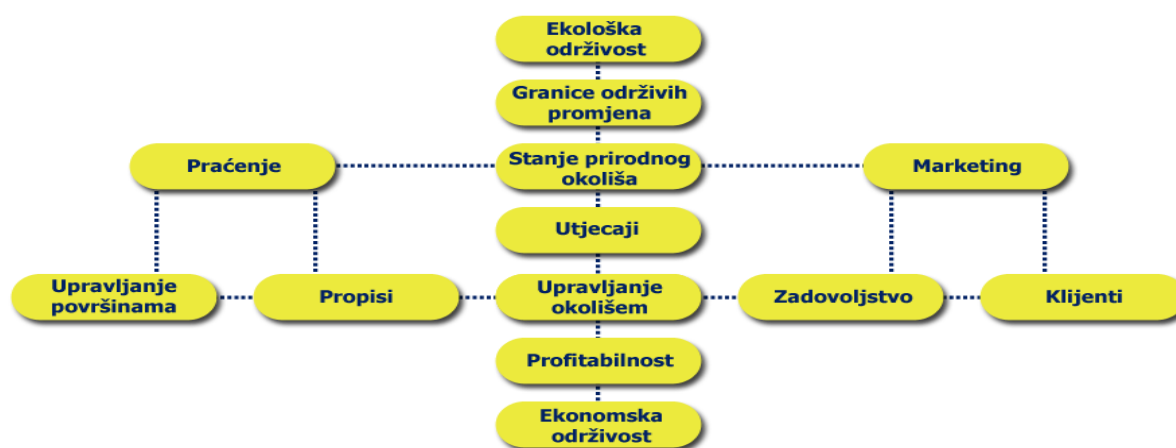 Ekološka
održivost
Granice održivih
promjena
Praćenje
Stanje prirodnog
okoliša
Marketing
Utjecaji
Upravljanje
površinama
Propisi
Upravljanje
okolišem
Zadovoljstvo
Klijenti
Profitabilnost
Ekonomska
održivost